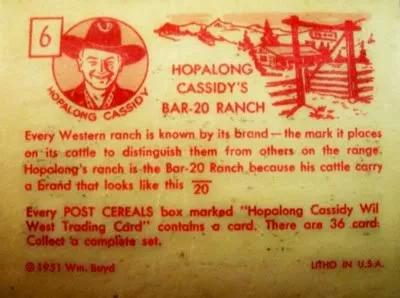 6
HOPALONG CASSIDY
HOPALONG
CASSIDY'S
BAR-20 RANCH
Every Western ranch is known by its brand — the mark it places
on its cattle to distinguish them from others on the range.
Hopalong's ranch is the Bar-20 Ranch because his cattle carry
a brand that looks like this 20
Every POST CEREALS box marked "Hopalong Cassidy Wil
West Trading Card" contains a card. There are 36 card
Collect a complete set.
© 1951 Wm. Boyd
LITHO IN U.S.A.